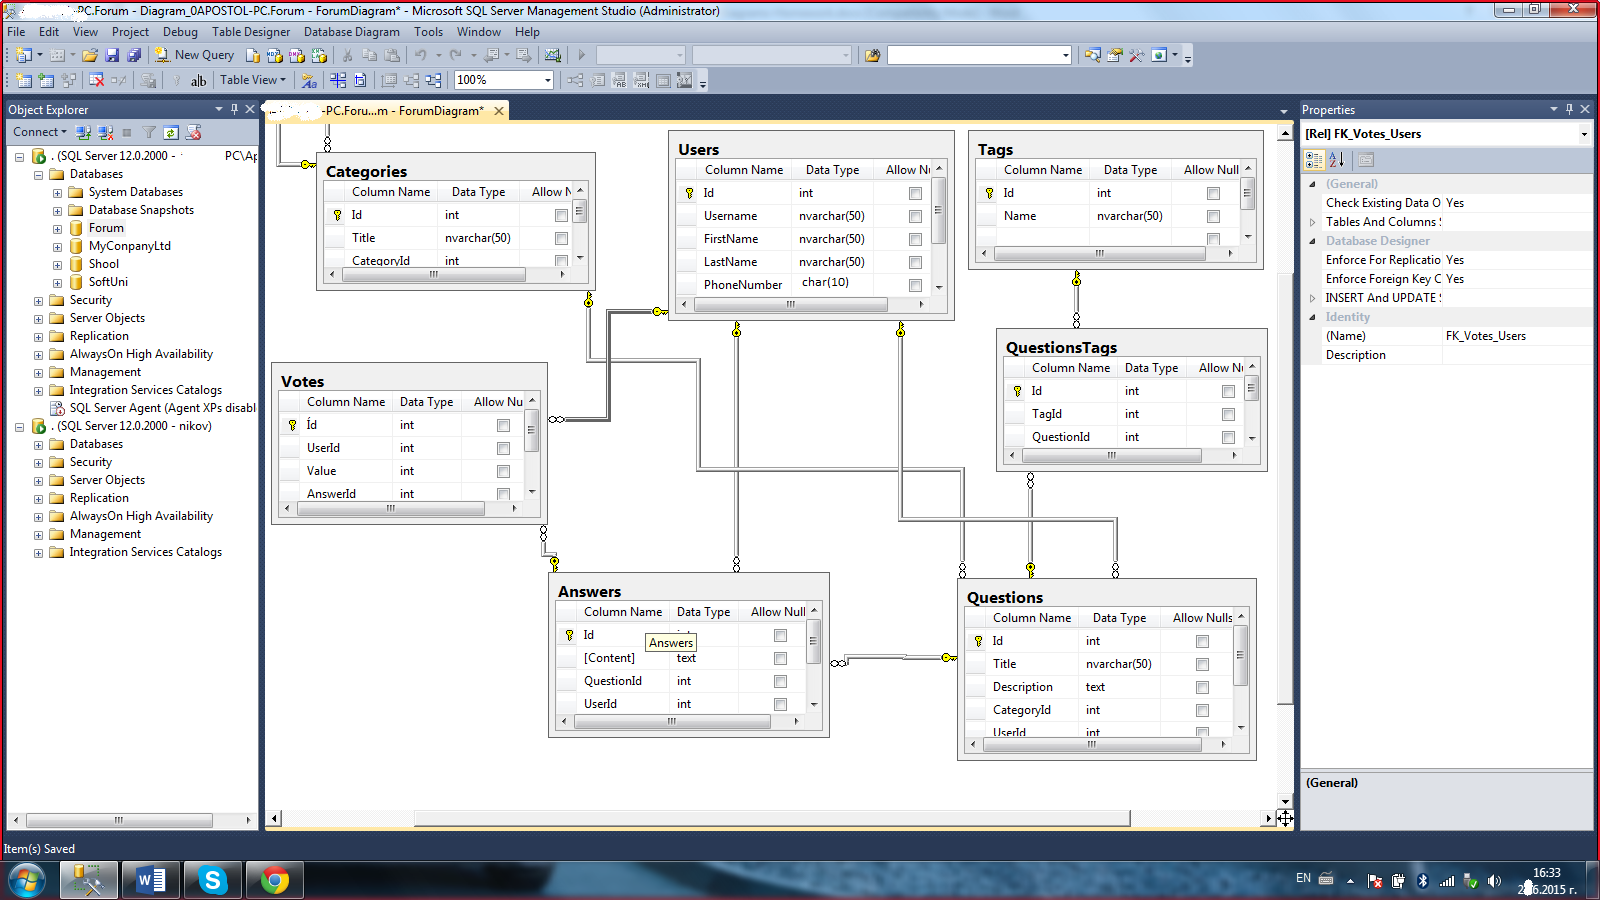 -PC.Forum - Diagram_0APOSTOL-PC.Forum - ForumDiagram* - Microsoft SQL Server Management Studio (Administrator)
File Edit View Project Debug Table Designer Database Diagram Tools Window Help
New Query
Table View 100%
Object Explorer
Connect
. (SQL Server 12.0.2000 - PC\Ap
Databases
System Databases
Database Snapshots
Forum
MyConpanyLtd
Shool
SoftUni
Security
Server Objects
Replication
AlwaysOn High Availability
Management
Integration Services Catalogs
SQL Server Agent (Agent XPs disabl
. (SQL Server 12.0.2000 - nikov)
Databases
Security
Server Objects
Replication
AlwaysOn High Availability
Management
Integration Services Catalogs
-PC.Foru...m - ForumDiagram*
Categories
Column Name Data Type Allow N
Id int
Title nvarchar(50)
CategoryId int
Users
Column Name Data Type Allow Nu
Id int
Username nvarchar(50)
FirstName nvarchar(50)
LastName nvarchar(50)
PhoneNumber char(10)
Tags
Column Name Data Type Allow Null
Id int
Name nvarchar(50)
Votes
Column Name Data Type Allow Nu
Íd int
UserId int
Value int
AnswerId int
QuestionsTags
Column Name Data Type Allow Nu
Id int
TagId int
QuestionId int
Answers
Column Name Data Type Allow Null
Id int
Answers
[Content] text
QuestionId int
UserId int
Questions
Column Name Data Type Allow Nulls
Id int
Title nvarchar(50)
Description text
CategoryId int
UserId int
Properties
[Rel] FK_Votes_Users
(General)
Check Existing Data O Yes
Tables And Columns S
Database Designer
Enforce For Replicatio Yes
Enforce Foreign Key C Yes
INSERT And UPDATE S
Identity
(Name) FK_Votes_Users
Description
(General)
Item(s) Saved
EN
16:33
6.2015 г.